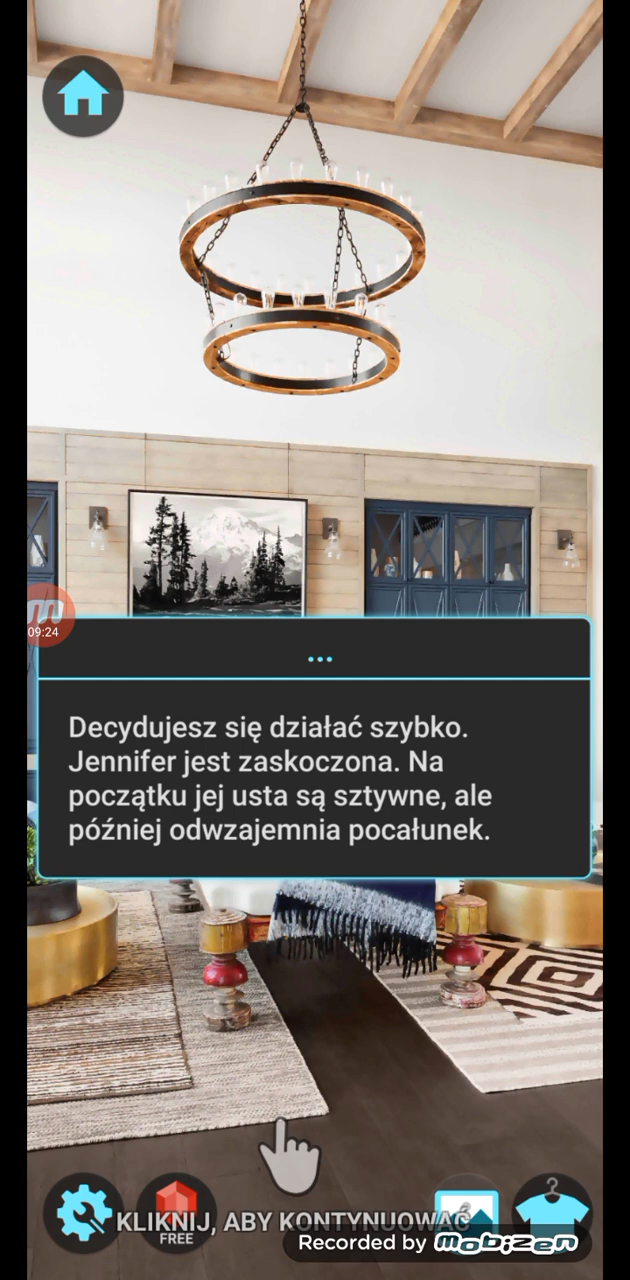 09:24
...
Decydujesz się działać szybko.
Jennifer jest zaskoczona. Na
początku jej usta są sztywne, ale
później odwzajemnia pocałunek.
KLIKNIJ, ABY KONTYNUOWAĆ
FREE
Recorded by mobizen